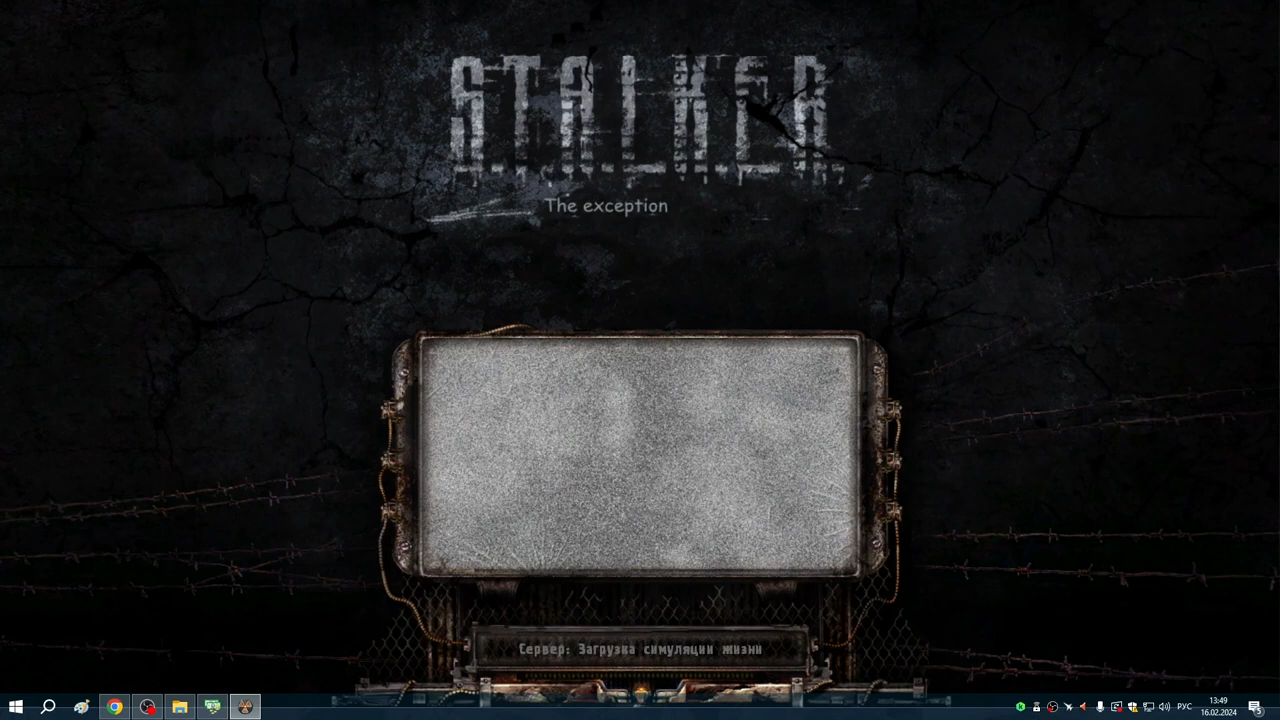 S.T.A.L.K.E.R.
The exception
Сервер: Загрузка симуляции жизни
РУС
13:49
16.02.2024